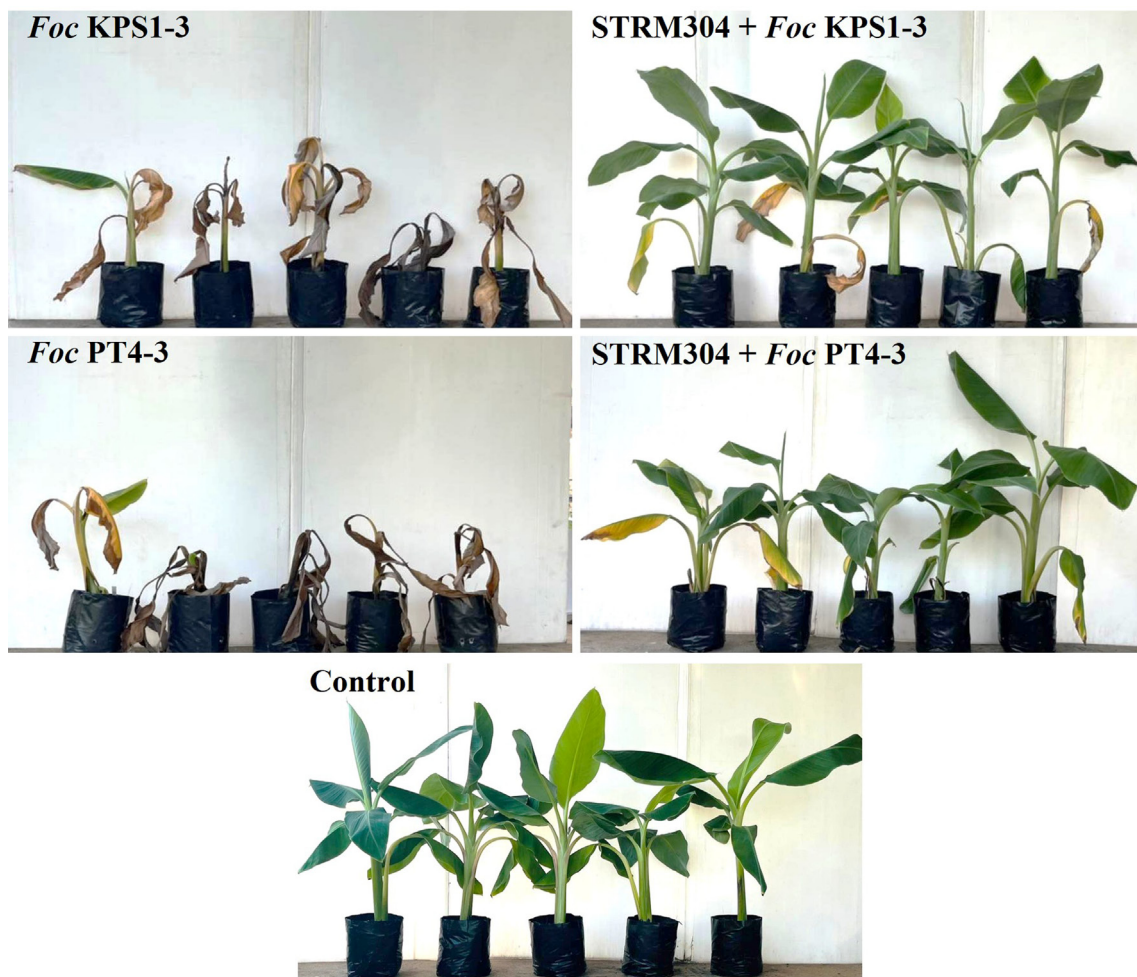 Foc KPS1-3
STRM304 + Foc KPS1-3
Foc PT4-3
STRM304 + Foc PT4-3
Control